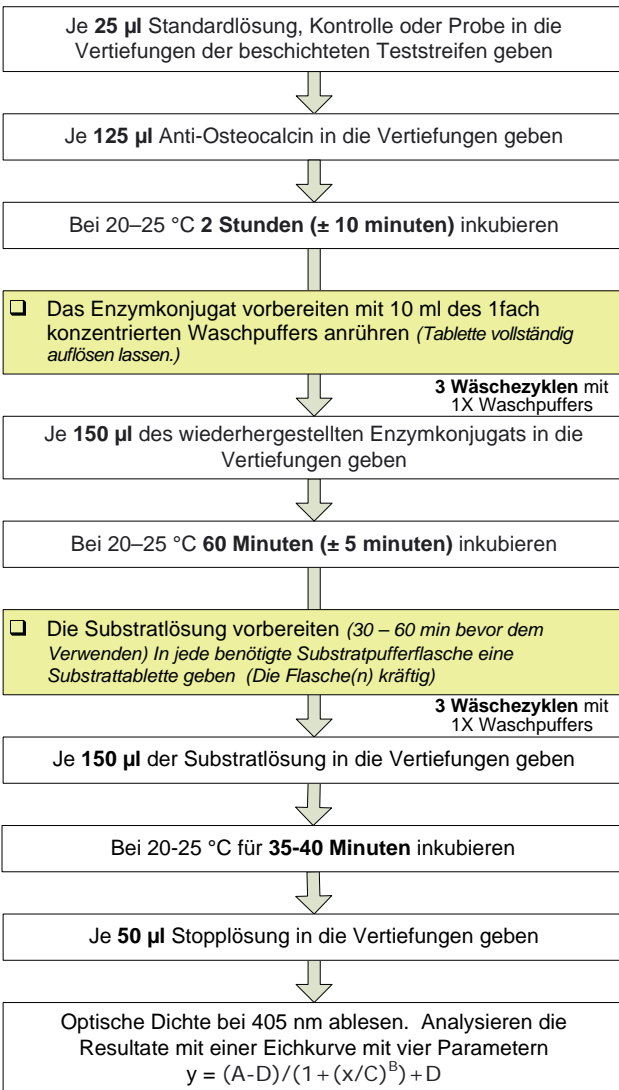 Je 25 µl Standardlösung, Kontrolle oder Probe in die
Vertiefungen der beschichteten Teststreifen geben
Je 125 µl Anti-Osteocalcin in die Vertiefungen geben
Bei 20–25 °C 2 Stunden (± 10 minuten) inkubieren
❑ Das Enzymkonjugat vorbereiten mit 10 ml des 1fach
konzentrierten Waschpuffers anrühren (Tablette vollständig
auflösen lassen.)
3 Wäschezyklen mit
1X Waschpuffers
Je 150 µl des wiederhergestellten Enzymkonjugats in die
Vertiefungen geben
Bei 20–25 °C 60 Minuten (± 5 minuten) inkubieren
❑ Die Substratlösung vorbereiten (30 – 60 min bevor dem
Verwenden) In jede benötigte Substratpufferflasche eine
Substrattablette geben (Die Flasche(n) kräftig)
3 Wäschezyklen mit
1X Waschpuffers
Je 150 µl der Substratlösung in die Vertiefungen geben
Bei 20-25 °C für 35-40 Minuten inkubieren
Je 50 µl Stopplösung in die Vertiefungen geben
Optische Dichte bei 405 nm ablesen. Analysieren die
Resultate mit einer Eichkurve mit vier Parametern
y = (A-D)/(1+(x/C)^B)+D